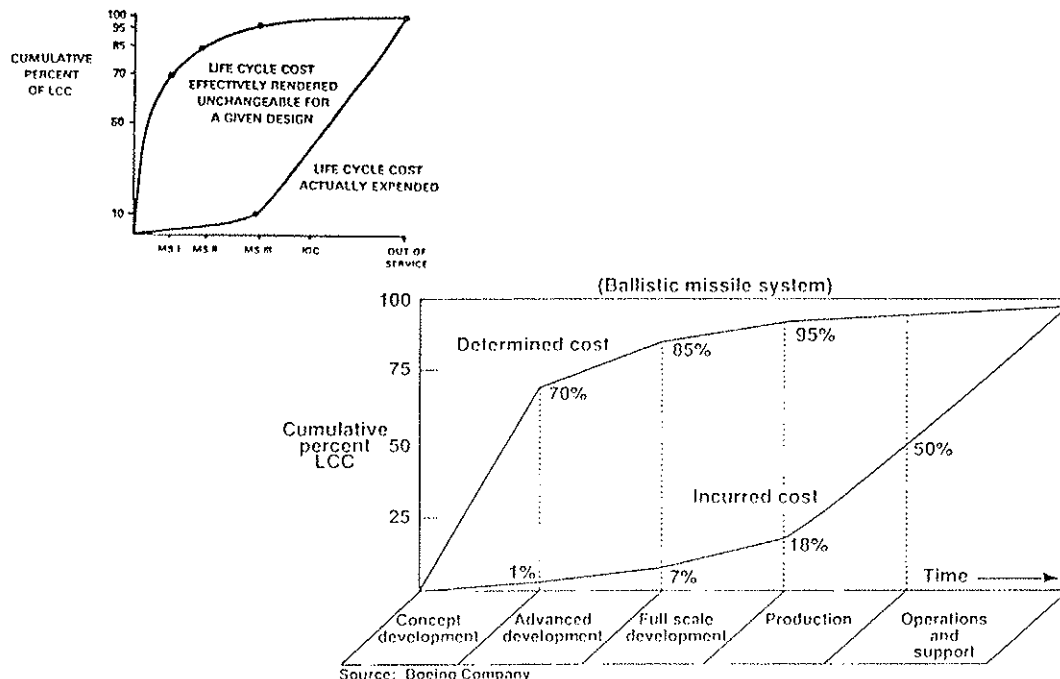 100
95
85
70
50
10
CUMULATIVE
PERCENT
OF LCC
LIFE CYCLE COST
EFFECTIVELY RENDERED
UNCHANGEABLE FOR
A GIVEN DESIGN
LIFE CYCLE COST
ACTUALLY EXPENDED
MS I
MS II
MS III
IOC
OUT OF
SERVICE
(Ballistic missile system)
100
75
50
25
Cumulative
percent
LCC
Determined cost
70%
85%
95%
Incurred cost
50%
18%
7%
1%
Time
Concept
development
Advanced
development
Full scale
development
Production
Operations
and
support
Source: Boeing Company